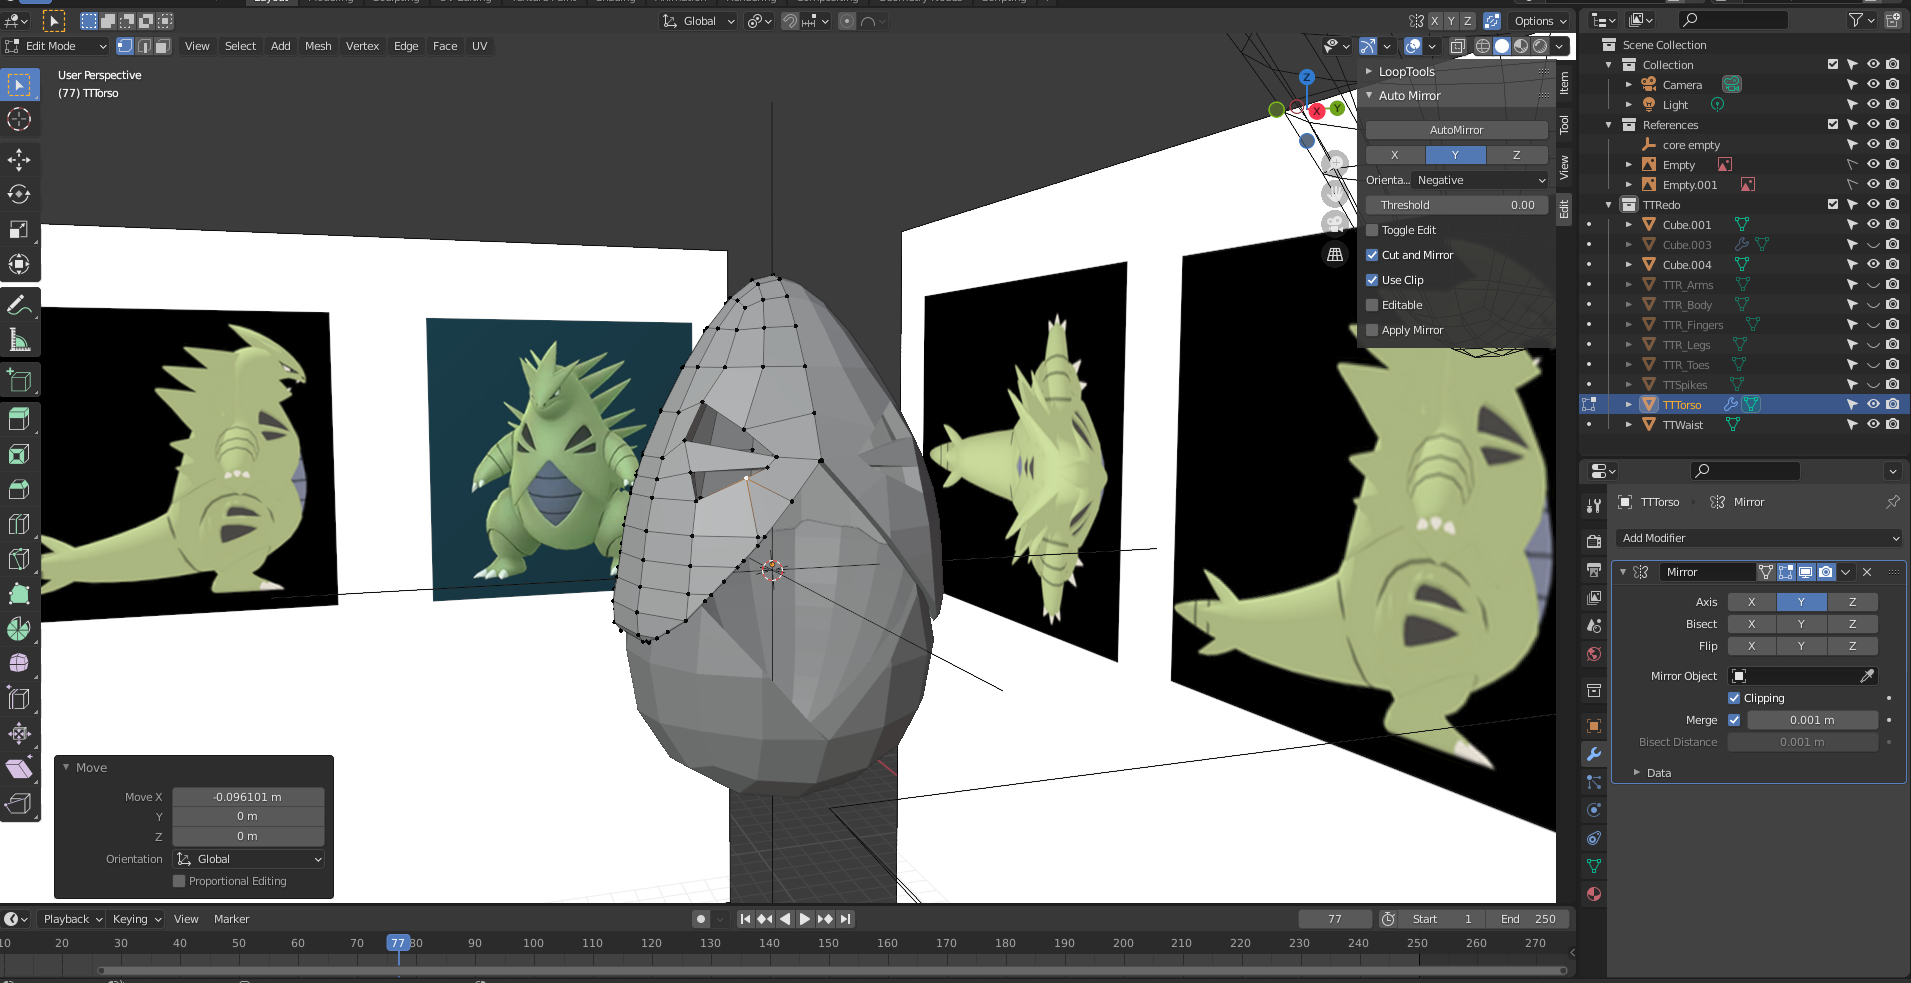 Global
X Y Z
Options
Edit Mode
View Select Add Mesh Vertex Edge Face UV
User Perspective
(77) TTTorso
Z
X
Y
LoopTools
Auto Mirror
AutoMirror
X Y Z
Orienta... Negative
Threshold 0.00
Toggle Edit
Cut and Mirror
Use Clip
Editable
Apply Mirror
Item
Tool
View
Edit
Scene Collection
Collection
Camera
Light
References
core empty
Empty
Empty.001
TTRedo
Cube.001
Cube.003
Cube.004
TTR_Arms
TTR_Body
TTR_Fingers
TTR_Legs
TTR_Toes
TTSpikes
TTTorso
TTWaist
TTTorso Mirror
Add Modifier
Mirror
Axis X Y Z
Bisect X Y Z
Flip X Y Z
Mirror Object
Clipping
Merge 0.001 m
Bisect Distance 0.001 m
Data
Move
Move X -0.096101 m
Y 0 m
Z 0 m
Orientation Global
Proportional Editing
Playback Keying View Marker
77 Start 1 End 250
10 20 30 40 50 60 70 77 80 90 100 110 120 130 140 150 160 170 180 190 200 210 220 230 240 250 260 270